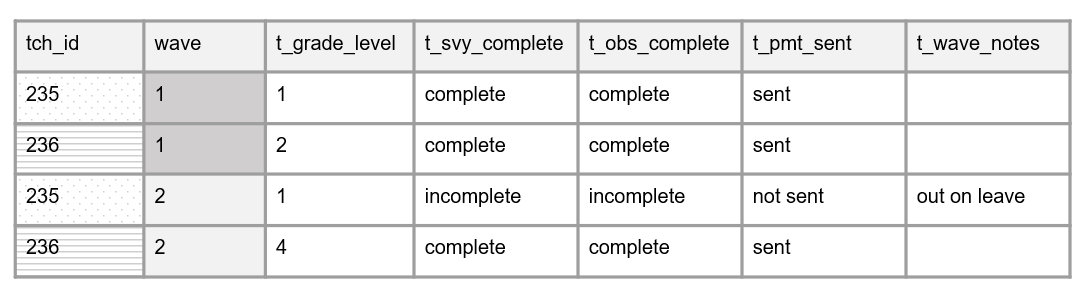 tch_id wave t_grade_level t_svy_complete t_obs_complete t_pmt_sent t_wave_notes
235 1 1 complete complete sent
236 1 2 complete complete sent
235 2 1 incomplete incomplete not sent out on leave
236 2 4 complete complete sent